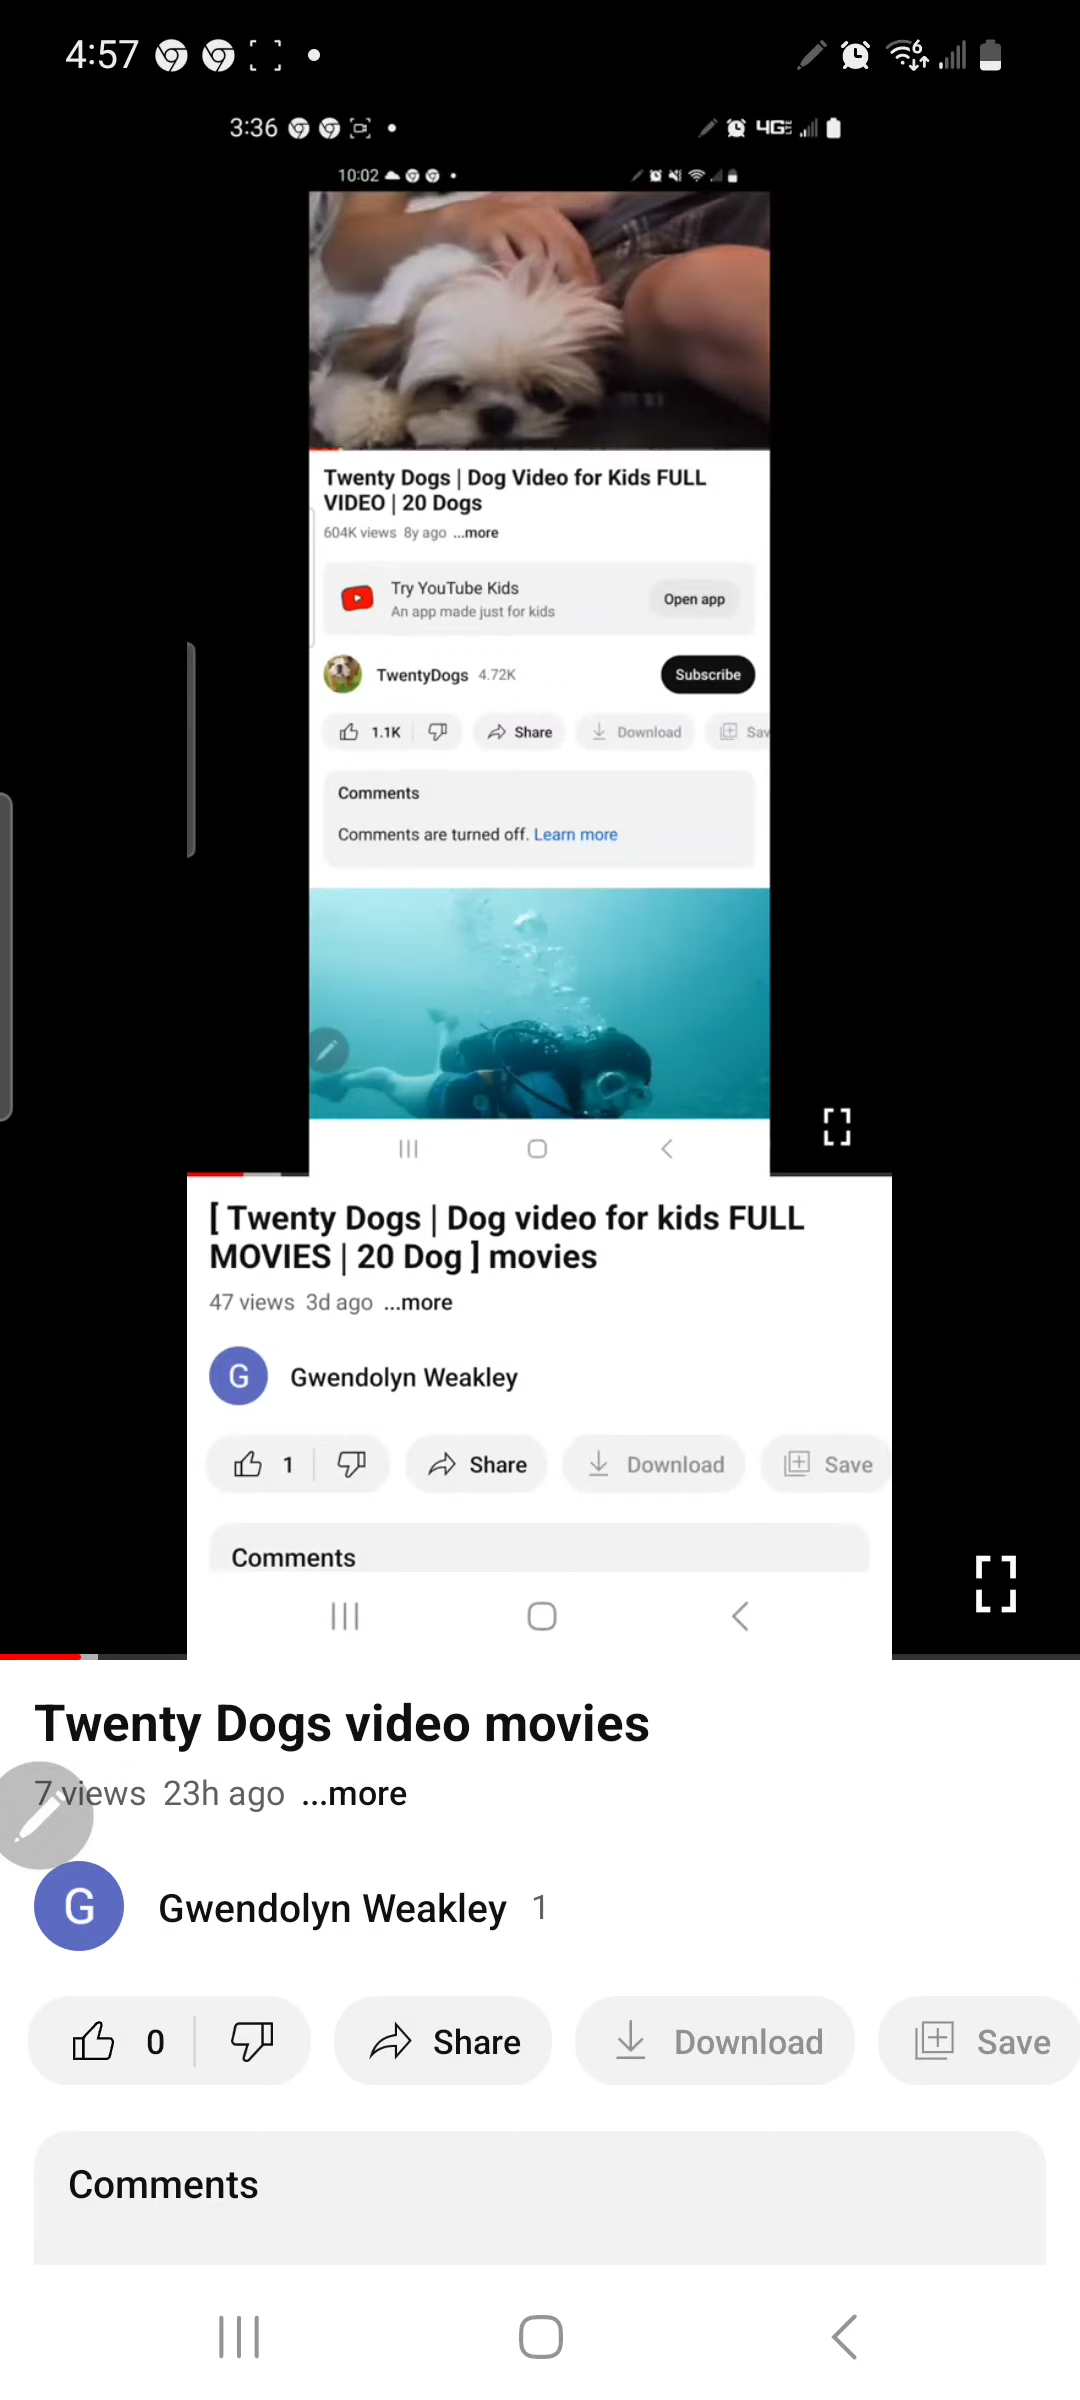 4:57
3:36
4GE
10:02
Twenty Dogs | Dog Video for Kids FULL
VIDEO | 20 Dogs
604K views 8y ago ...more
Try YouTube Kids
An app made just for kids
Open app
TwentyDogs 4.72K
Subscribe
1.1K
Share
Download
Sav
Comments
Comments are turned off. Learn more
[ Twenty Dogs | Dog video for kids FULL
MOVIES | 20 Dog ] movies
47 views 3d ago ...more
G
Gwendolyn Weakley
1
Share
Download
Save
Comments
Twenty Dogs video movies
7 views 23h ago ...more
G
Gwendolyn Weakley 1
0
Share
Download
Save
Comments